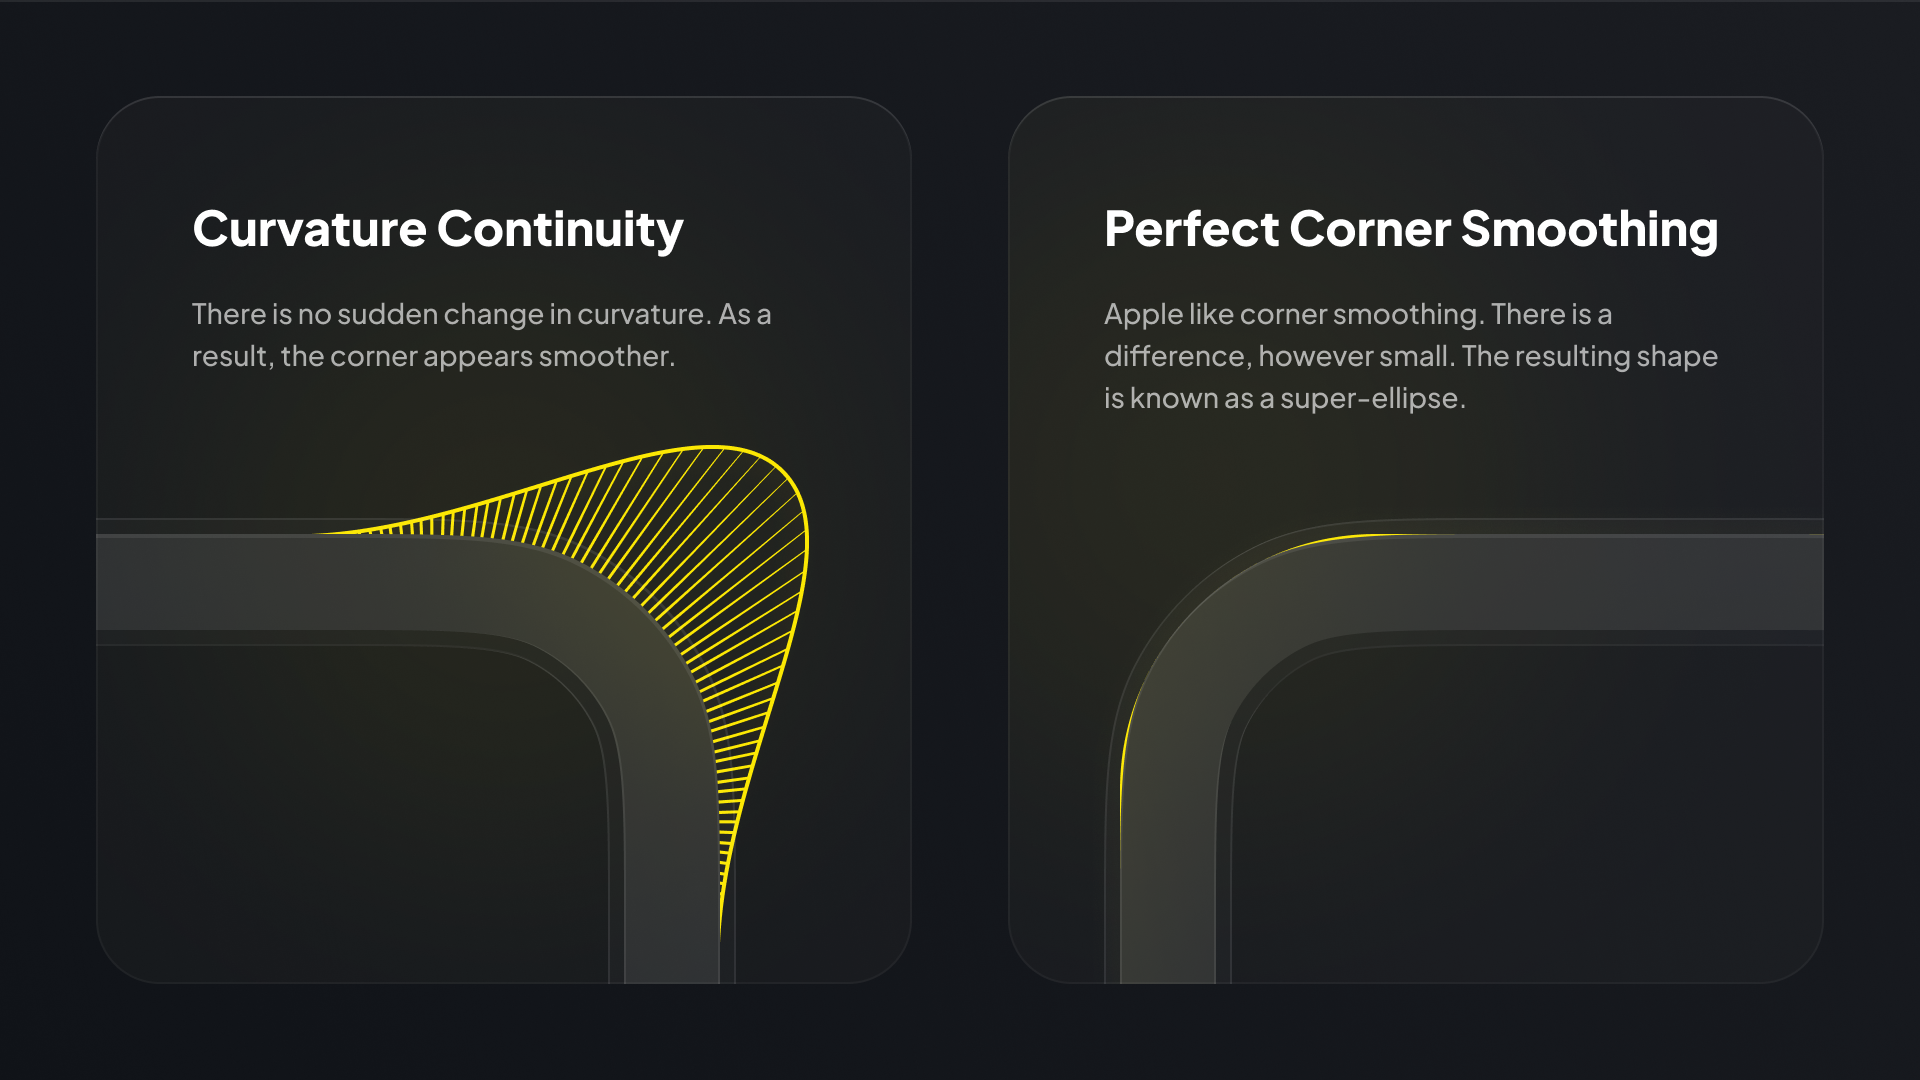 Curvature Continuity
There is no sudden change in curvature. As a
result, the corner appears smoother.
Perfect Corner Smoothing
Apple like corner smoothing. There is a
difference, however small. The resulting shape
is known as a super-ellipse.